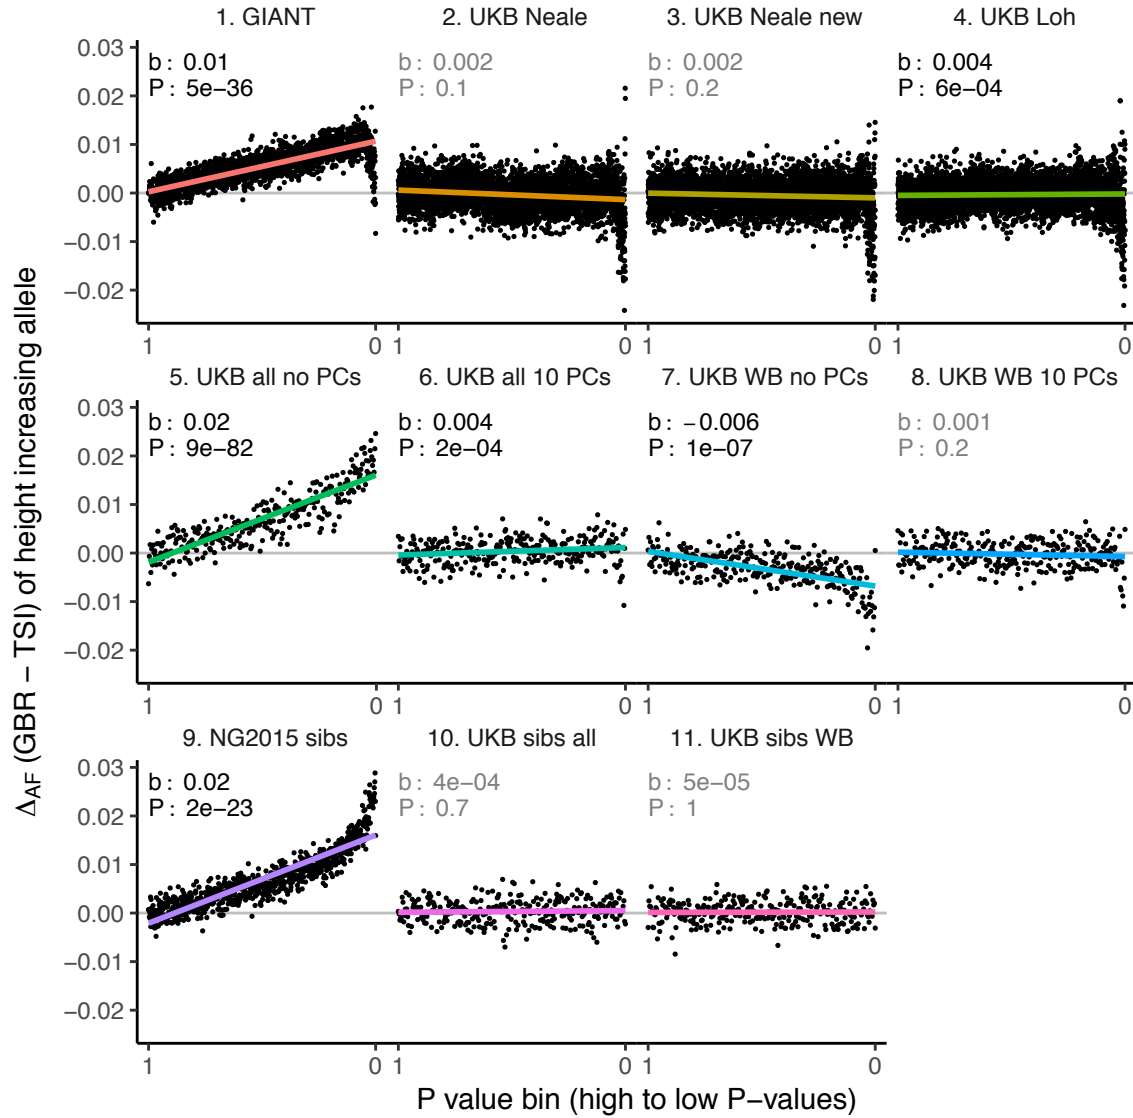 1. GIANT
2. UKB Neale
3. UKB Neale new
4. UKB Loh
0.03
0.02
0.01
0.00
−0.01
−0.02
b: 0.01
P: 5e−36
b: 0.002
P: 0.1
b: 0.002
P: 0.2
b: 0.004
P: 6e−04
1 0
1 0
1 0
1 0
5. UKB all no PCs
6. UKB all 10 PCs
7. UKB WB no PCs
8. UKB WB 10 PCs
0.03
0.02
0.01
0.00
−0.01
−0.02
b: 0.02
P: 9e−82
b: 0.004
P: 2e−04
b: −0.006
P: 1e−07
b: 0.001
P: 0.2
1 0
1 0
1 0
1 0
9. NG2015 sibs
10. UKB sibs all
11. UKB sibs WB
0.03
0.02
0.01
0.00
−0.01
−0.02
b: 0.02
P: 2e−23
b: 4e−04
P: 0.7
b: 5e−05
P: 1
1 0
1 0
1 0
P value bin (high to low P−values)
ΔAF (GBR − TSI) of height increasing allele